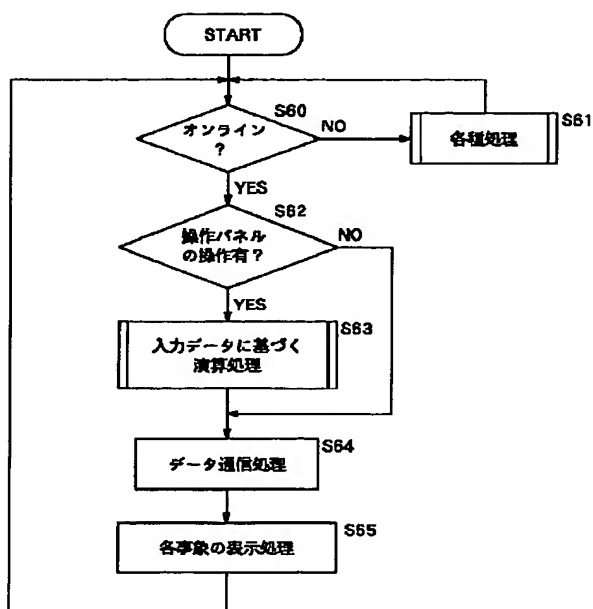 START
S60
オンライン
?
NO
各種処理
S61
YES
S62
操作パネル
の操作有?
NO
YES
S63
入力データに基づく
演算処理
S64
データ通信処理
S65
各事象の表示処理